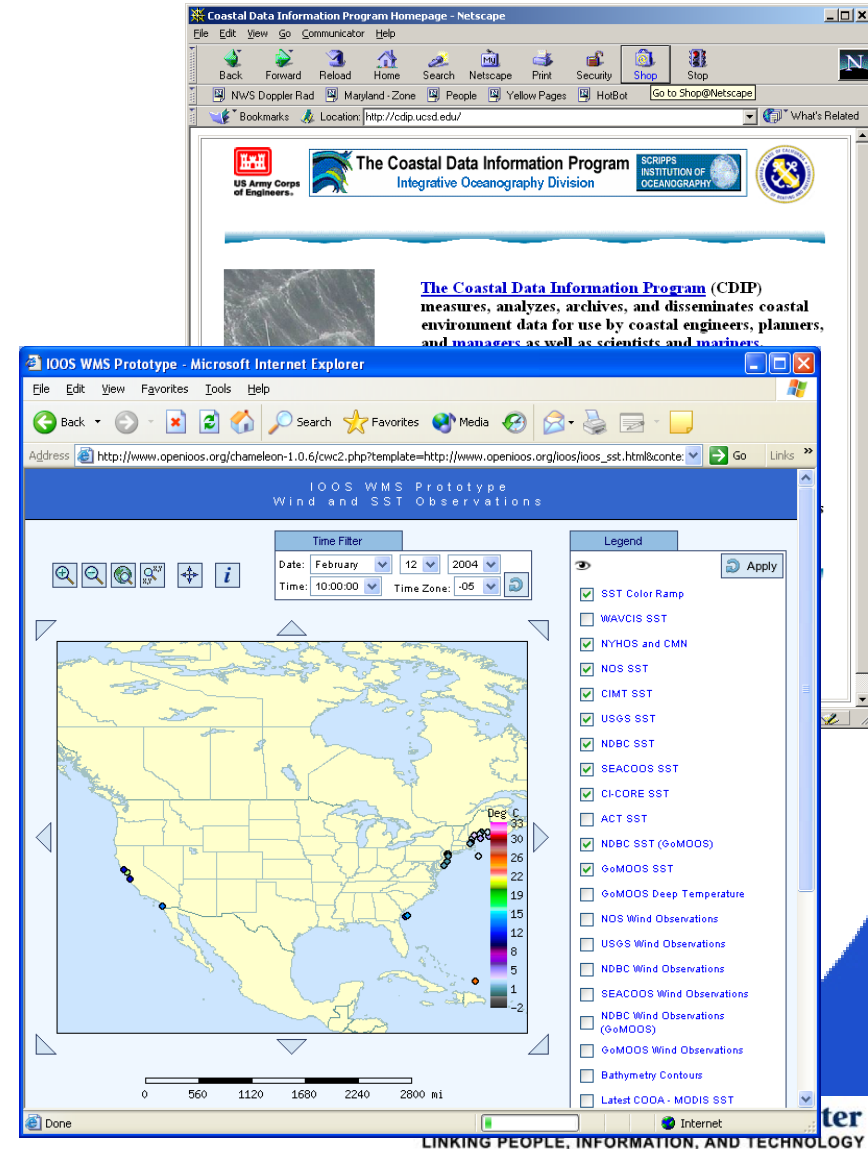 Coastal Data Information Program Homepage - Netscape
File Edit View Go Communicator Help
Back Forward Reload Home Search Netscape Print Security Shop Stop
My
N
NWS Doppler Rad Maryland - Zone People Yellow Pages HotBot
Go to Shop@Netscape
Bookmarks Location: http://cdip.ucsd.edu/ What's Related
US Army Corps
of Engineers®
The Coastal Data Information Program
Integrative Oceanography Division
SCRIPPS
INSTITUTION OF
OCEANOGRAPHY
The Coastal Data Information Program (CDIP)
measures, analyzes, archives, and disseminates coastal
environment data for use by coastal engineers, planners,
and managers as well as scientists and mariners.
IOOS WMS Prototype - Microsoft Internet Explorer
File Edit View Favorites Tools Help
Back Search Favorites Media
Address http://www.openioos.org/chameleon-1.0.6/cwc2.php?template=http://www.openioos.org/ioos/ioos_sst.html&conte: Go Links »
IOOS WMS Prototype
Wind and SST Observations
Time Filter
Date: February 12 2004
Time: 10:00:00 Time Zone: -05
x,y
x,y
i
Legend
Apply
SST Color Ramp
WAVCIS SST
NYHOS and CMN
NOS SST
CIMT SST
USGS SST
NDBC SST
SEACOOS SST
CI-CORE SST
ACT SST
NDBC SST (GoMOOS)
GoMOOS SST
GoMOOS Deep Temperature
NOS Wind Observations
USGS Wind Observations
NDBC Wind Observations
SEACOOS Wind Observations
NDBC Wind Observations
(GoMOOS)
GoMOOS Wind Observations
Bathymetry Contours
Latest COOA - MODIS SST
Deg C
33
30
26
22
19
15
12
8
5
1
-2
0 560 1120 1680 2240 2800 mi
Done Internet
ter
LINKING PEOPLE, INFORMATION, AND TECHNOLOGY